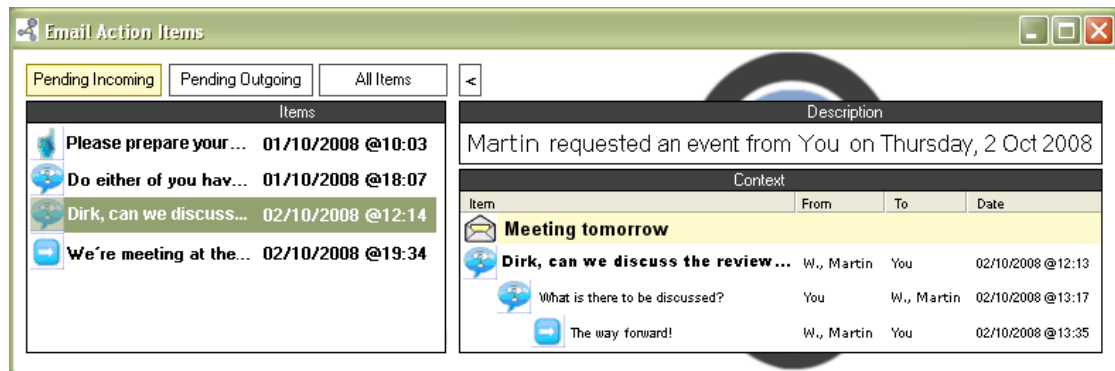 Email Action Items
Pending Incoming Pending Outgoing All Items <
Items
Please prepare your... 01/10/2008 @10:03
Do either of you hav... 01/10/2008 @18:07
Dirk, can we discuss... 02/10/2008 @12:14
We´re meeting at the... 02/10/2008 @19:34
Description
Martin requested an event from You on Thursday, 2 Oct 2008
Context
Item From To Date
Meeting tomorrow
Dirk, can we discuss the review... W., Martin You 02/10/2008 @12:13
What is there to be discussed? You W., Martin 02/10/2008 @13:17
The way forward! W., Martin You 02/10/2008 @13:35